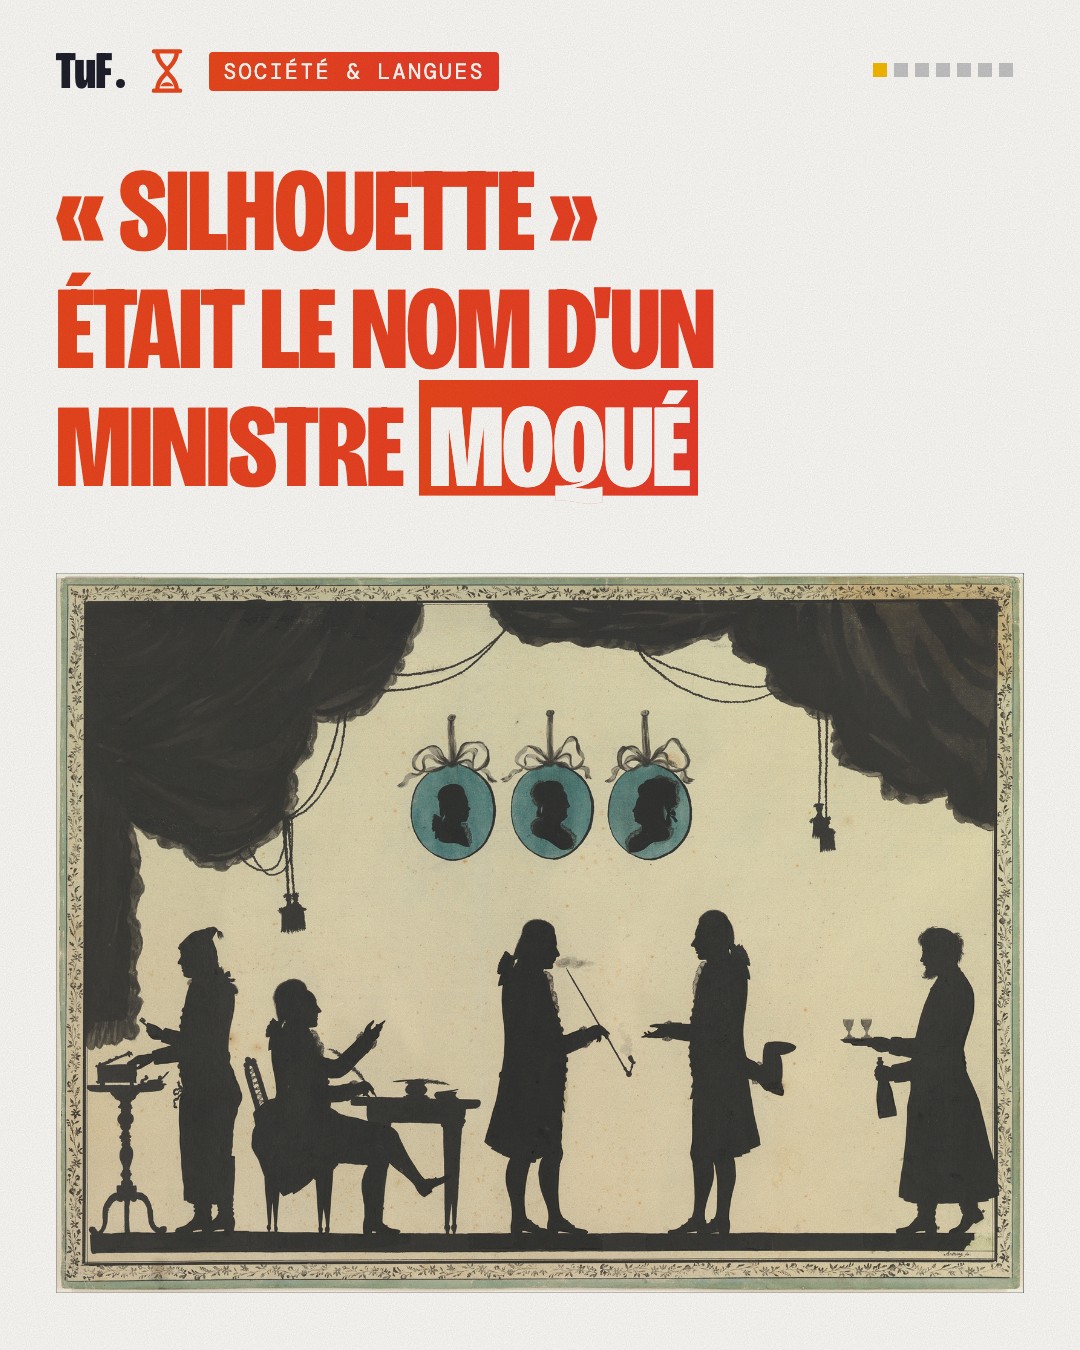 TuF.
SOCIÉTÉ & LANGUES
« SILHOUETTE »
ÉTAIT LE NOM D'UN
MINISTRE MOQUÉ